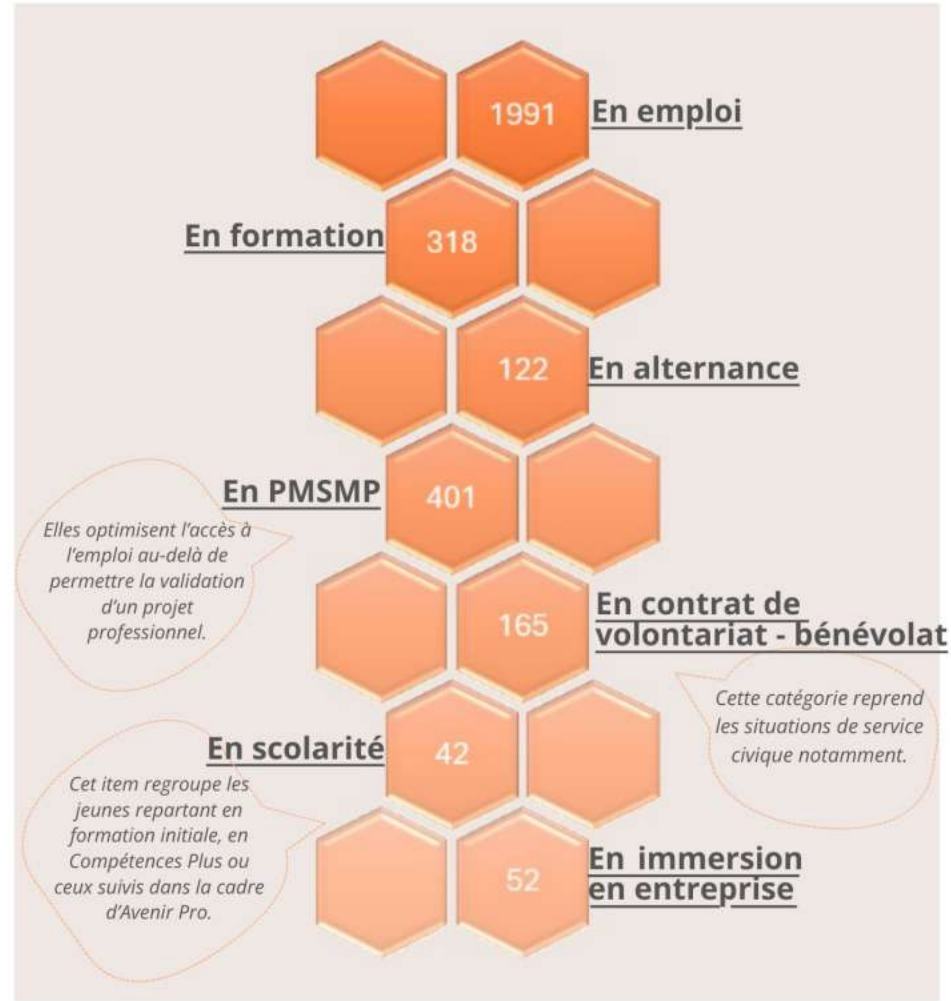 1991
En emploi
En formation
318
122
En alternance
En PMSMP
401
Elles optimisent l'accès à
l'emploi au-delà de
permettre la validation
d'un projet
professionnel.
165
En contrat de
volontariat - bénévolat
Cette catégorie reprend
les situations de service
civique notamment.
En scolarité
42
Cet item regroupe les
jeunes repartant en
formation initiale, en
Compétences Plus ou
ceux suivis dans la cadre
d'Avenir Pro.
52
En immersion
en entreprise